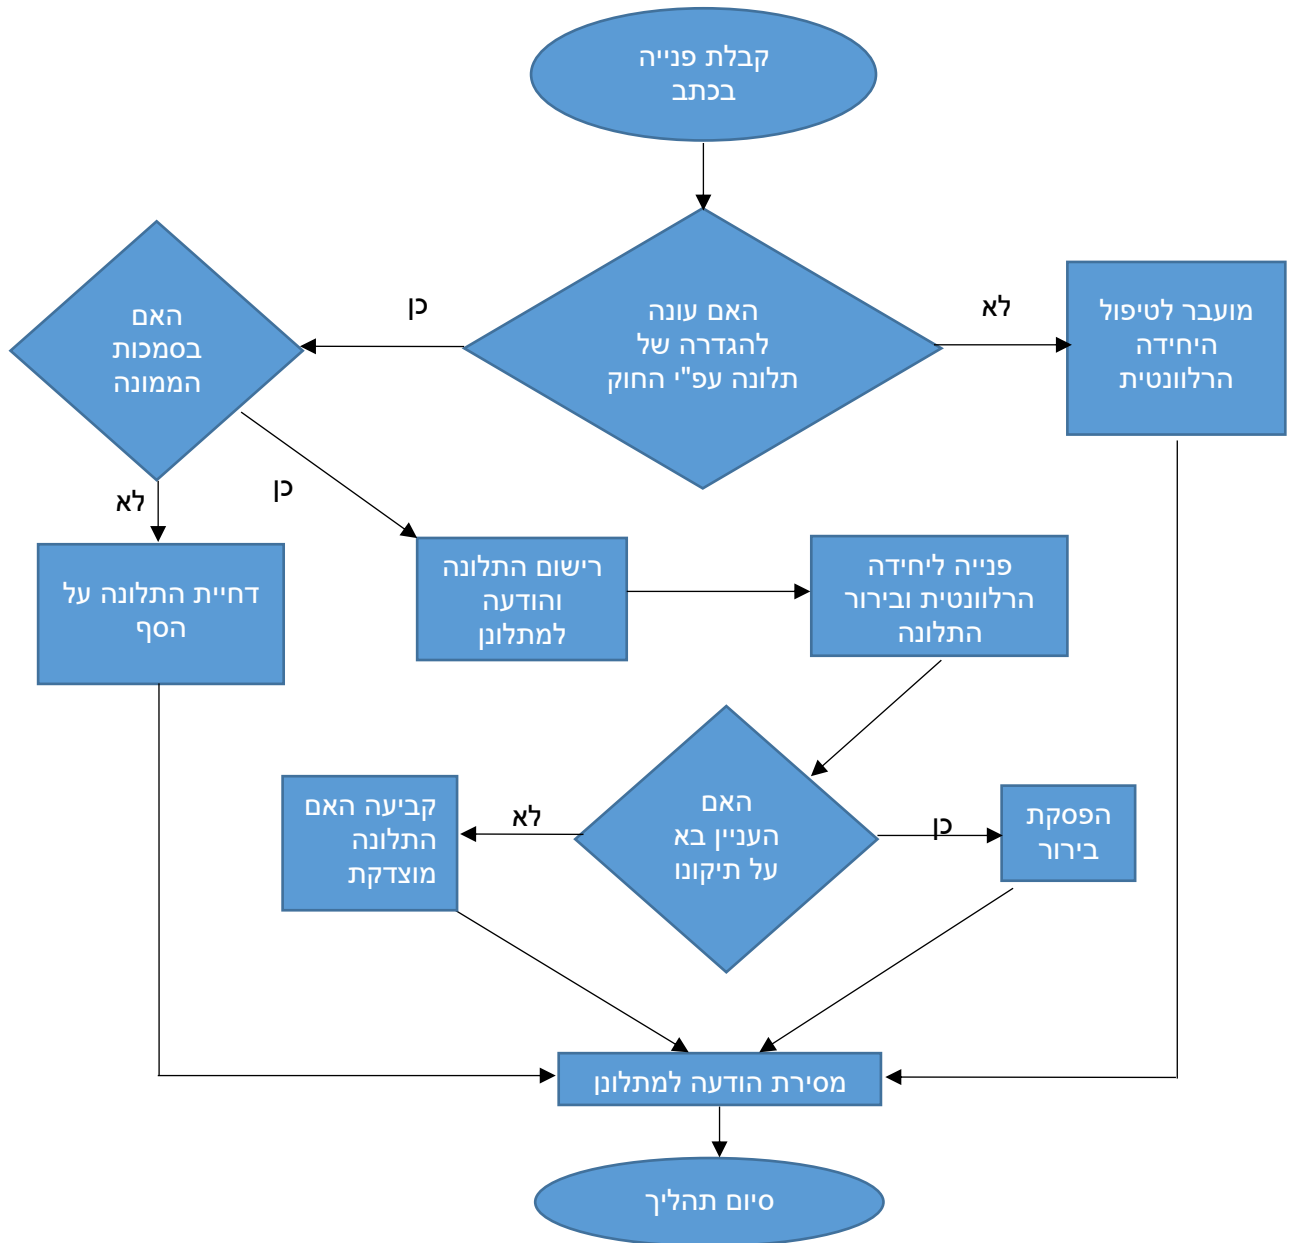 קבלת פנייה
בכתב
האם עונה
להגדרה של
תלונה עפ"י החוק
לא
מועבר לטיפול
היחידה
הרלוונטית
כן
האם
בסמכות
הממונה
לא
דחיית התלונה על
הסף
כן
רישום התלונה
והודעה
למתלונן
פנייה ליחידה
הרלוונטית ובירור
התלונה
האם
העניין בא
על תיקונו
כן
הפסקת
בירור
לא
קביעה האם
התלונה
מוצדקת
מסירת הודעה למתלונן
סיום תהליך